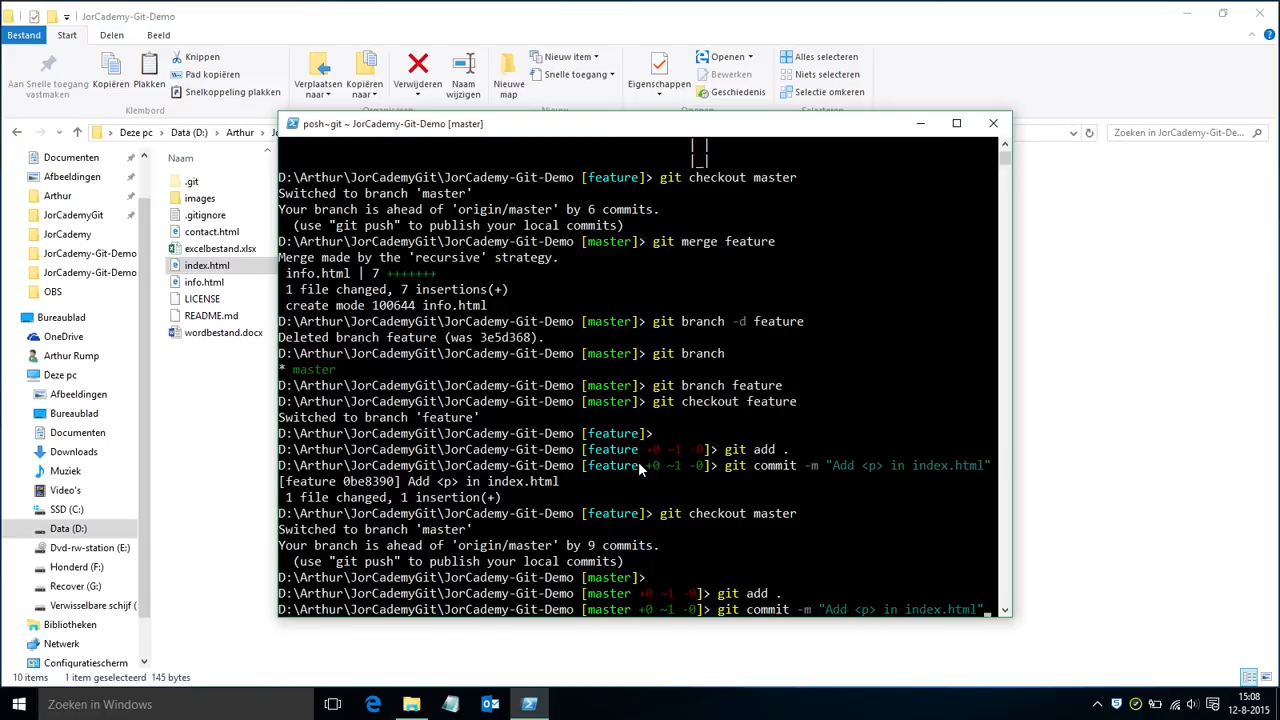 JorCademy-Git-Demo
Bestand
Start
Delen
Beeld
Aan Snelle toegang vastmaken
Kopiëren
Plakken
Knippen
Pad kopiëren
Snelkoppeling plakken
Klembord
Verplaatsen naar
Kopiëren naar
Verwijderen
Naam wijzigen
Organiseren
Nieuwe map
Nieuw item
Snelle toegang
Nieuw
Eigenschappen
Openen
Bewerken
Geschiedenis
Openen
Alles selecteren
Niets selecteren
Selectie omkeren
Selecteren
Deze pc
Data (D:)
Arthur
Zoeken in JorCademy-Git-De...
Documenten
Afbeeldingen
Arthur
JorCademyGit
JorCademy
JorCademy-Git-Demo
JorCademy-Git-Demo
OBS
Bureaublad
OneDrive
Arthur Rump
Deze pc
Afbeeldingen
Bureaublad
Documenten
Downloads
Muziek
Video's
SSD (C:)
Data (D:)
Dvd-rw-station (E:)
Honderd (F:)
Recover (G:)
Verwisselbare schijf (
Bibliotheken
Netwerk
Configuratiescherm
Naam
.git
images
.gitignore
contact.html
excelbestand.xlsx
index.html
info.html
LICENSE
README.md
wordbestand.docx
posh~git ~ JorCademy-Git-Demo [master]
D:\Arthur\JorCademyGit\JorCademy-Git-Demo [feature]> git checkout master
Switched to branch 'master'
Your branch is ahead of 'origin/master' by 6 commits.
(use "git push" to publish your local commits)
D:\Arthur\JorCademyGit\JorCademy-Git-Demo [master]> git merge feature
Merge made by the 'recursive' strategy.
info.html | 7 +++++++
1 file changed, 7 insertions(+)
create mode 100644 info.html
D:\Arthur\JorCademyGit\JorCademy-Git-Demo [master]> git branch -d feature
Deleted branch feature (was 3e5d368).
D:\Arthur\JorCademyGit\JorCademy-Git-Demo [master]> git branch
* master
D:\Arthur\JorCademyGit\JorCademy-Git-Demo [master]> git branch feature
D:\Arthur\JorCademyGit\JorCademy-Git-Demo [master]> git checkout feature
Switched to branch 'feature'
D:\Arthur\JorCademyGit\JorCademy-Git-Demo [feature]>
D:\Arthur\JorCademyGit\JorCademy-Git-Demo [feature +0 ~1 -0]> git add .
D:\Arthur\JorCademyGit\JorCademy-Git-Demo [feature +0 ~1 -0]> git commit -m "Add <p> in index.html"
[feature 0be8390] Add <p> in index.html
1 file changed, 1 insertion(+)
D:\Arthur\JorCademyGit\JorCademy-Git-Demo [feature]> git checkout master
Switched to branch 'master'
Your branch is ahead of 'origin/master' by 9 commits.
(use "git push" to publish your local commits)
D:\Arthur\JorCademyGit\JorCademy-Git-Demo [master]>
D:\Arthur\JorCademyGit\JorCademy-Git-Demo [master +0 ~1 -0]> git add .
D:\Arthur\JorCademyGit\JorCademy-Git-Demo [master +0 ~1 -0]> git commit -m "Add <p> in index.html"
10 items
1 item geselecteerd
145 bytes
Zoeken in Windows
15:08
12-8-2015